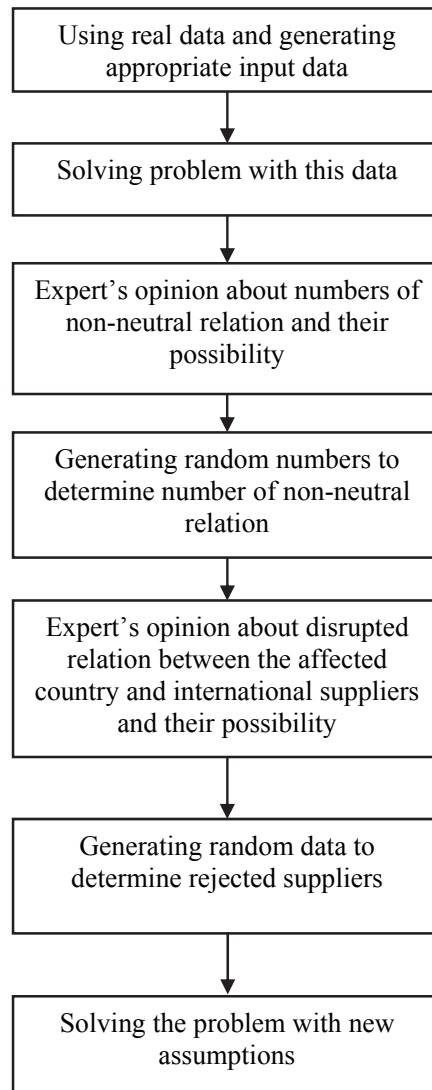 Using real data and generating
appropriate input data
Solving problem with this data
Expert’s opinion about numbers of
non-neutral relation and their
possibility
Generating random numbers to
determine number of non-neutral
relation
Expert’s opinion about disrupted
relation between the affected
country and international suppliers
and their possibility
Generating random data to
determine rejected suppliers
Solving the problem with new
assumptions